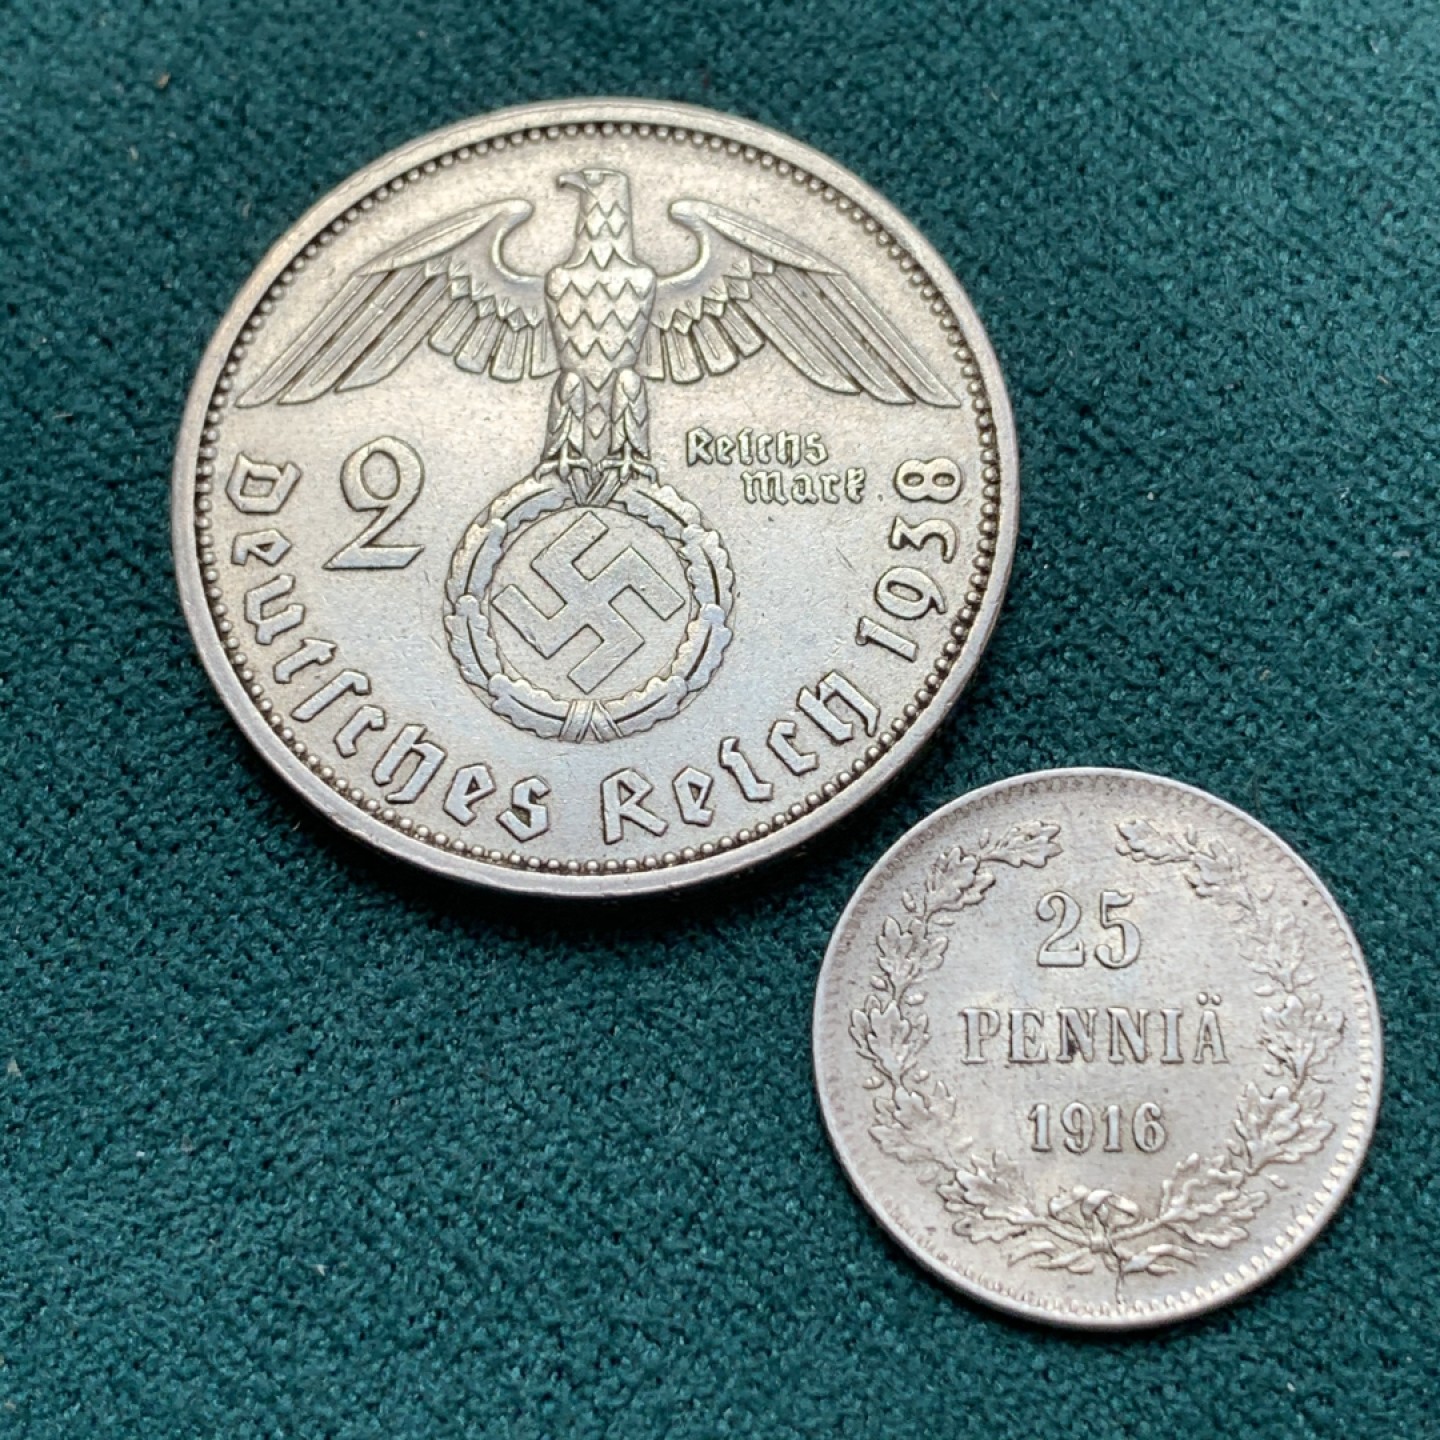 2
Reichs
Mark
Deutsches Reich 1938
25
PENNIÄ
1916